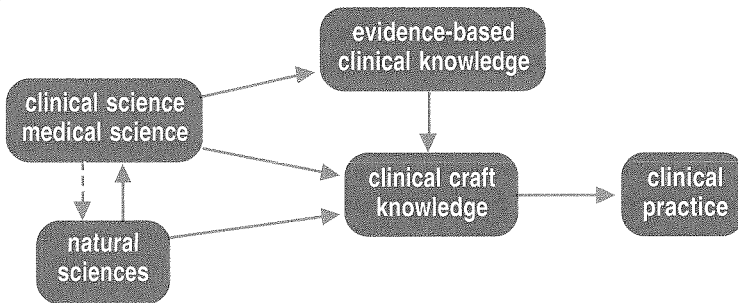 evidence-based
clinical knowledge
clinical science
medical science
clinical craft
knowledge
clinical
practice
natural
sciences